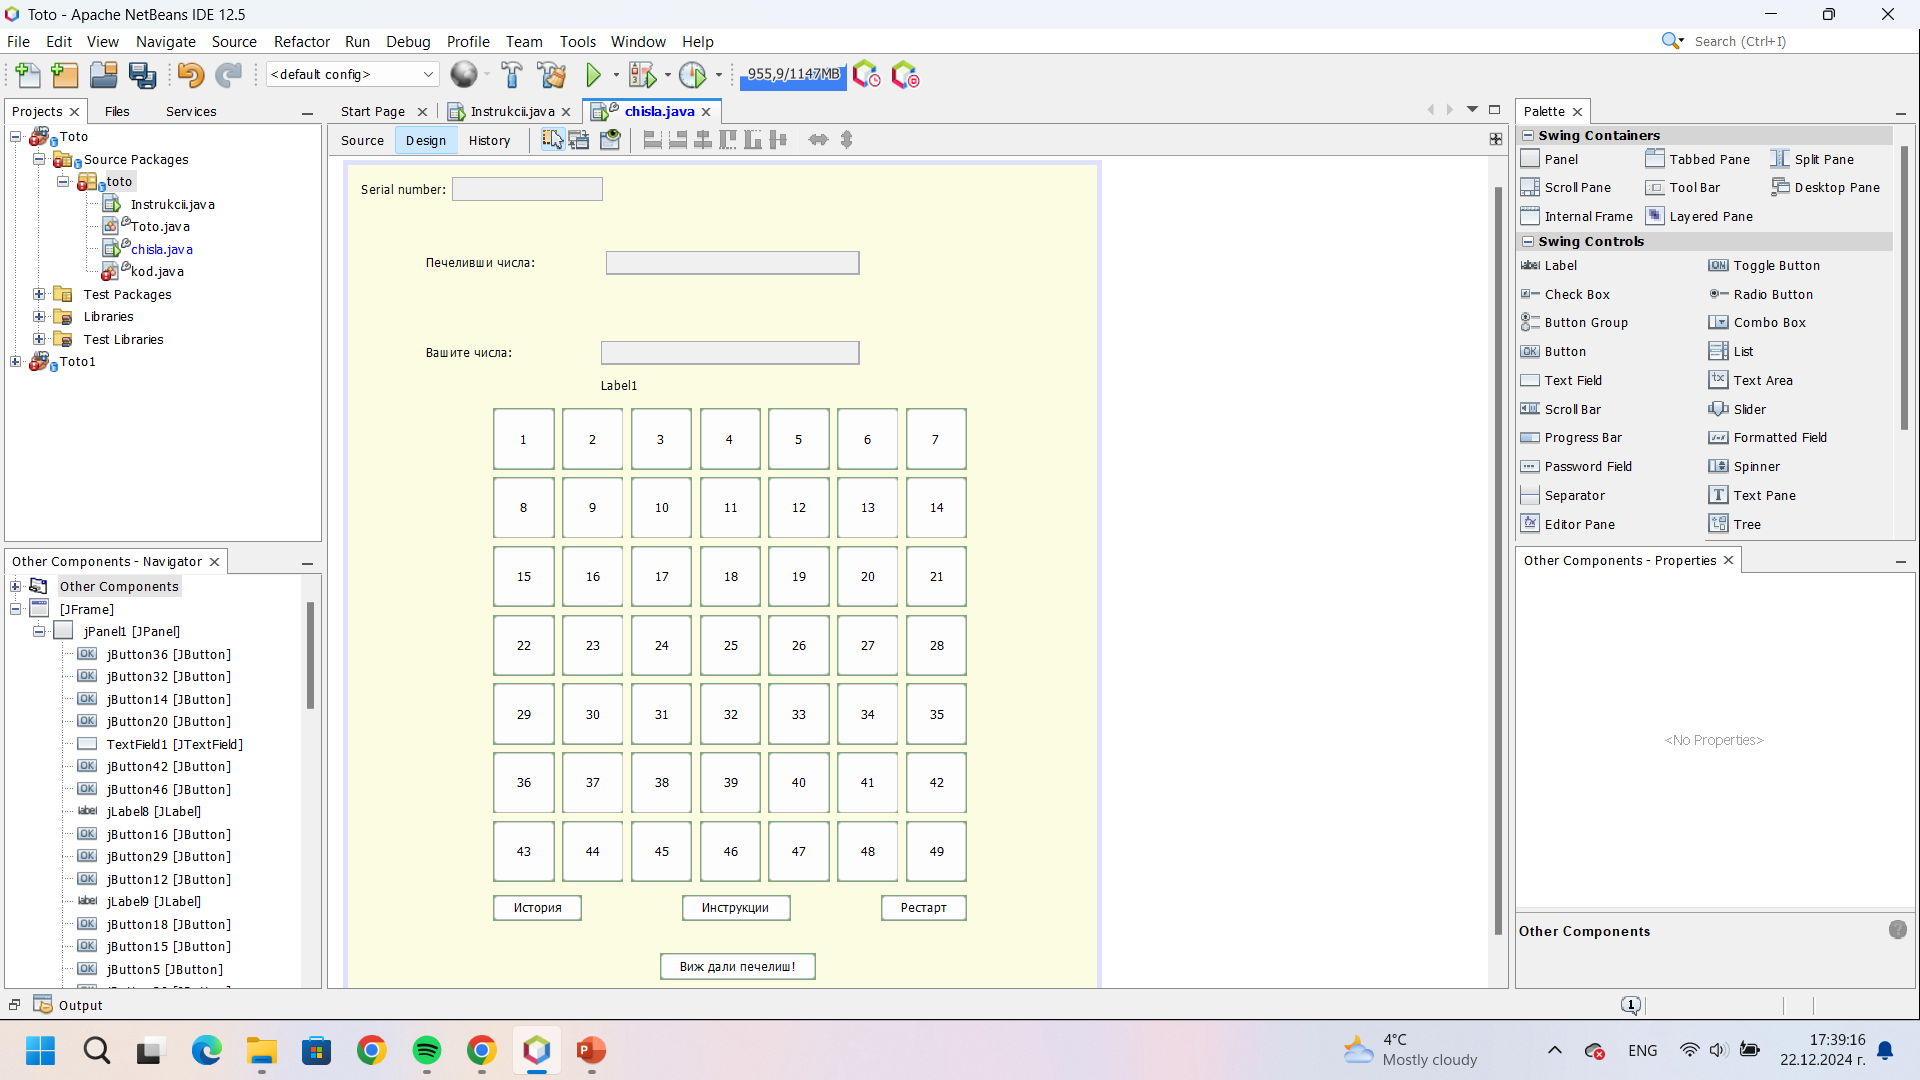 Toto - Apache NetBeans IDE 12.5
File Edit View Navigate Source Refactor Run Debug Profile Team Tools Window Help
Search (Ctrl+I)
<default config>
955,9/1147MB
Projects Files Services
Toto
Source Packages
toto
Instrukcii.java
Toto.java
chisla.java
kod.java
Test Packages
Libraries
Test Libraries
Toto1
Other Components - Navigator
Other Components
[JFrame]
jPanel1 [JPanel]
jButton36 [JButton]
jButton32 [JButton]
jButton14 [JButton]
jButton20 [JButton]
TextField1 [JTextField]
jButton42 [JButton]
jButton46 [JButton]
jLabel8 [JLabel]
jButton16 [JButton]
jButton29 [JButton]
jButton12 [JButton]
jLabel9 [JLabel]
jButton18 [JButton]
jButton15 [JButton]
jButton5 [JButton]
Start Page Instrukcii.java chisla.java
Source Design History
Serial number:
Печеливши числа:
Вашите числа:
Label1
1 2 3 4 5 6 7
8 9 10 11 12 13 14
15 16 17 18 19 20 21
22 23 24 25 26 27 28
29 30 31 32 33 34 35
36 37 38 39 40 41 42
43 44 45 46 47 48 49
История Инструкции Рестарт
Виж дали печелиш!
Palette
Swing Containers
Panel Tabbed Pane Split Pane
Scroll Pane Tool Bar Desktop Pane
Internal Frame Layered Pane
Swing Controls
Label Toggle Button
Check Box Radio Button
Button Group Combo Box
Button List
Text Field Text Area
Scroll Bar Slider
Progress Bar Formatted Field
Password Field Spinner
Separator Text Pane
Editor Pane Tree
Other Components - Properties
<No Properties>
Other Components
Output
1
4°C
Mostly cloudy
ENG
17:39:16
22.12.2024 г.